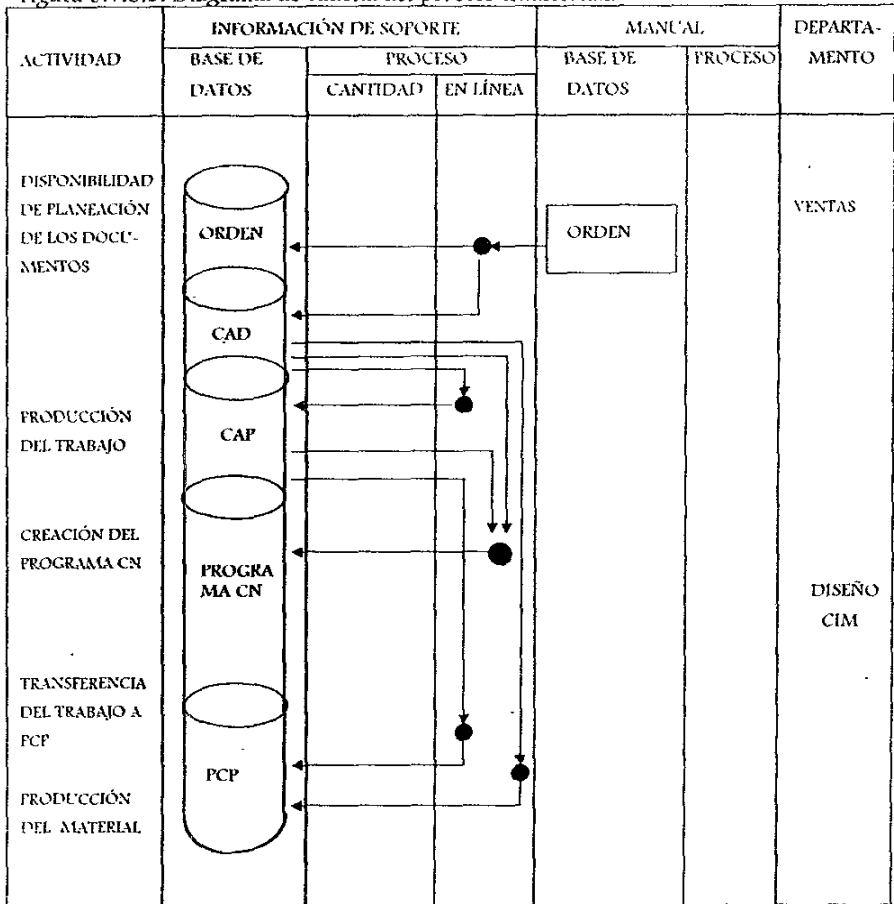 INFORMACIÓN DE SOPORTE
MANUAL
DEPARTA-
MENTO
ACTIVIDAD
BASE DE
DATOS
PROCESO
CANTIDAD
EN LÍNEA
BASE DE
DATOS
PROCESO
DISPONIBILIDAD
DE PLANEACIÓN
DE LOS DOCU-
MENTOS
ORDEN
ORDEN
VENTAS
CAD
PRODUCCIÓN
DEL TRABAJO
CAP
CREACIÓN DEL
PROGRAMA CN
PROGRA
MA CN
DISEÑO
CIM
TRANSFERENCIA
DEL TRABAJO A
PCP
PCP
PRODUCCIÓN
DEL MATERIAL